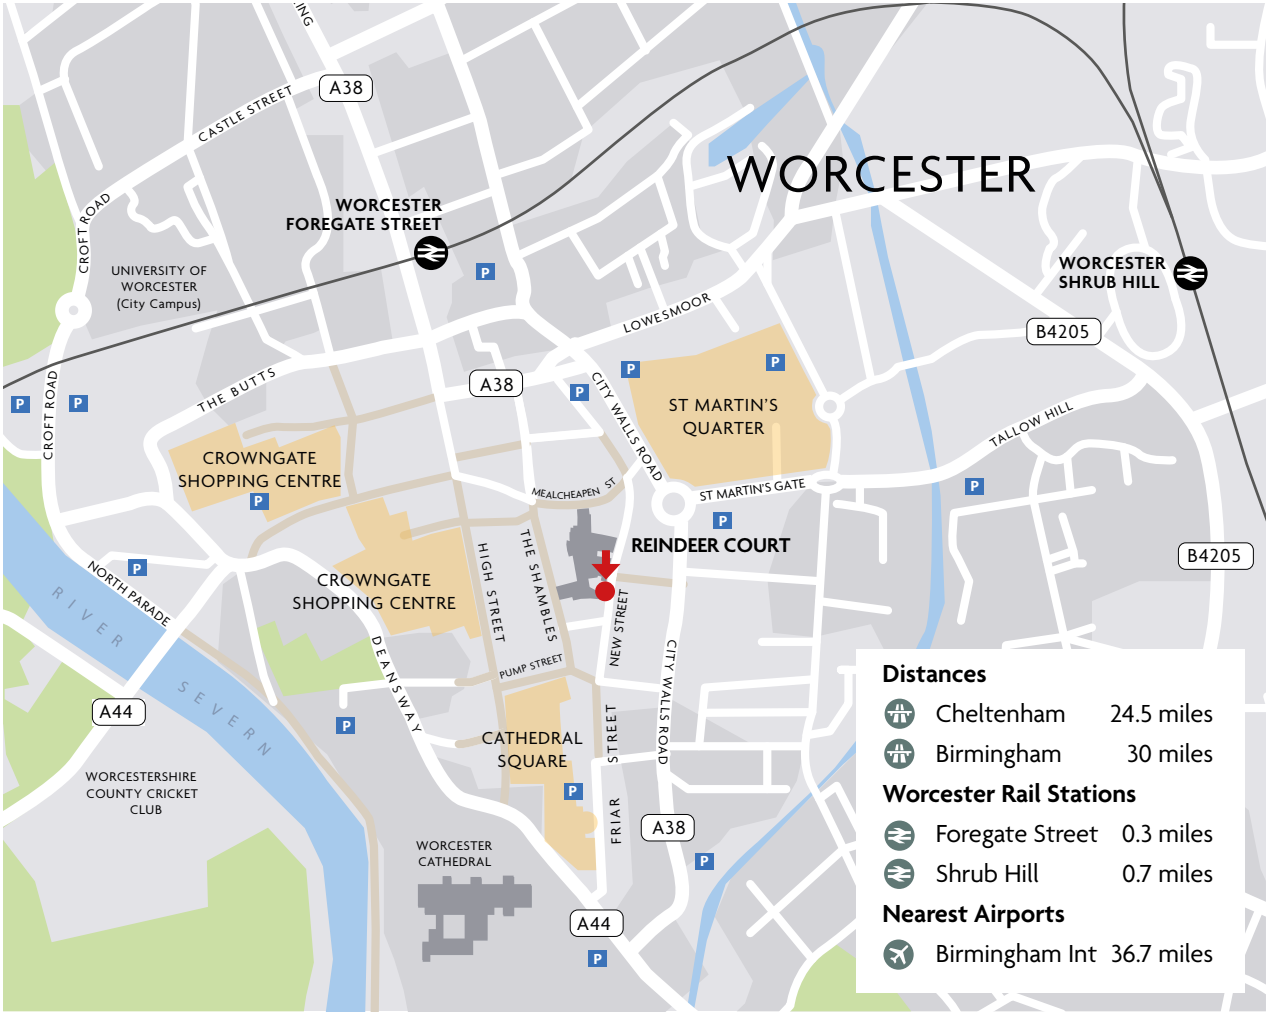 ING
A38
CASTLE STREET
WORCESTER
CROFT ROAD
WORCESTER
FOREGATE STREET
UNIVERSITY OF
WORCESTER
(City Campus)
P
WORCESTER
SHRUB HILL
LOWESMOOR
B4205
THE BUTTS
A38
P
P
P
CITY WALLS ROAD
ST MARTIN'S
QUARTER
CROFT ROAD
P
P
TALLOW HILL
CROWNGATE
SHOPPING CENTRE
P
MEALCHEAPEN ST
ST MARTIN'S GATE
P
P
REINDEER COURT
B4205
NORTH PARADE
P
CROWNGATE
SHOPPING CENTRE
HIGH STREET
THE SHAMBLES
NEW STREET
RIVER SEVERN
DEANSWAY
PUMP STREET
CITY WALLS ROAD
A44
P
CATHEDRAL
SQUARE
P
FRIAR STREET
WORCESTERSHIRE
COUNTY CRICKET
CLUB
A38
WORCESTER
CATHEDRAL
P
A44
P
Distances
Cheltenham 24.5 miles
Birmingham 30 miles
Worcester Rail Stations
Foregate Street 0.3 miles
Shrub Hill 0.7 miles
Nearest Airports
Birmingham Int 36.7 miles